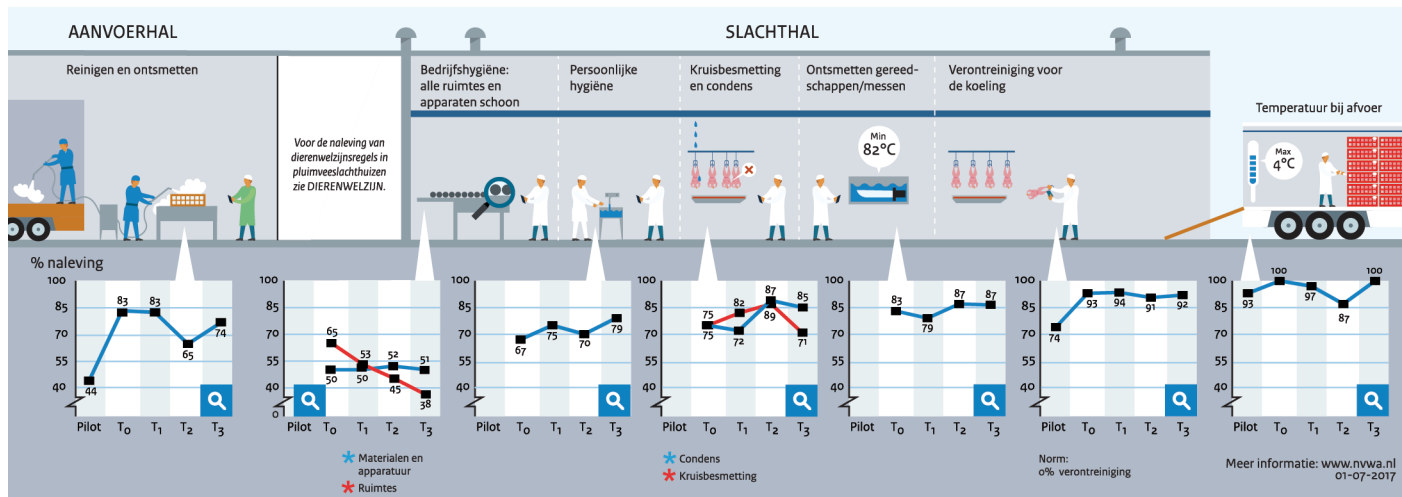 AANVOERHAL
SLACHTHAL
Reinigen en ontsmetten
Voor de naleving van
dierenwelzijnsregels in
pluimveeslachthuizen
zie DIERENWELZIJN.
Bedrijfshygiëne:
alle ruimtes en
apparaten schoon
Persoonlijke
hygiëne
Kruisbesmetting
en condens
Ontsmetten gereed-
schappen/messen
Min
82°C
Verontreiniging voor
de koeling
Temperatuur bij afvoer
Max
4°C
% naleving
100
85
70
55
40
44
83
83
65
74
Pilot T0 T1 T2 T3
100
85
70
55
40
0
65
53
45
38
50
50
52
51
Pilot T0 T1 T2 T3
Materialen en
apparatuur
Ruimtes
100
85
70
55
40
67
75
70
79
Pilot T0 T1 T2 T3
100
85
70
55
40
75
82
87
85
75
72
89
71
Pilot T0 T1 T2 T3
Condens
Kruisbesmetting
100
85
70
55
40
83
79
87
87
Pilot T0 T1 T2 T3
100
85
70
55
40
74
93
94
91
92
Pilot T0 T1 T2 T3
Norm:
0% verontreiniging
100
85
70
55
40
93
100
97
87
100
Pilot T0 T1 T2 T3
Meer informatie: www.nvwa.nl
01-07-2017